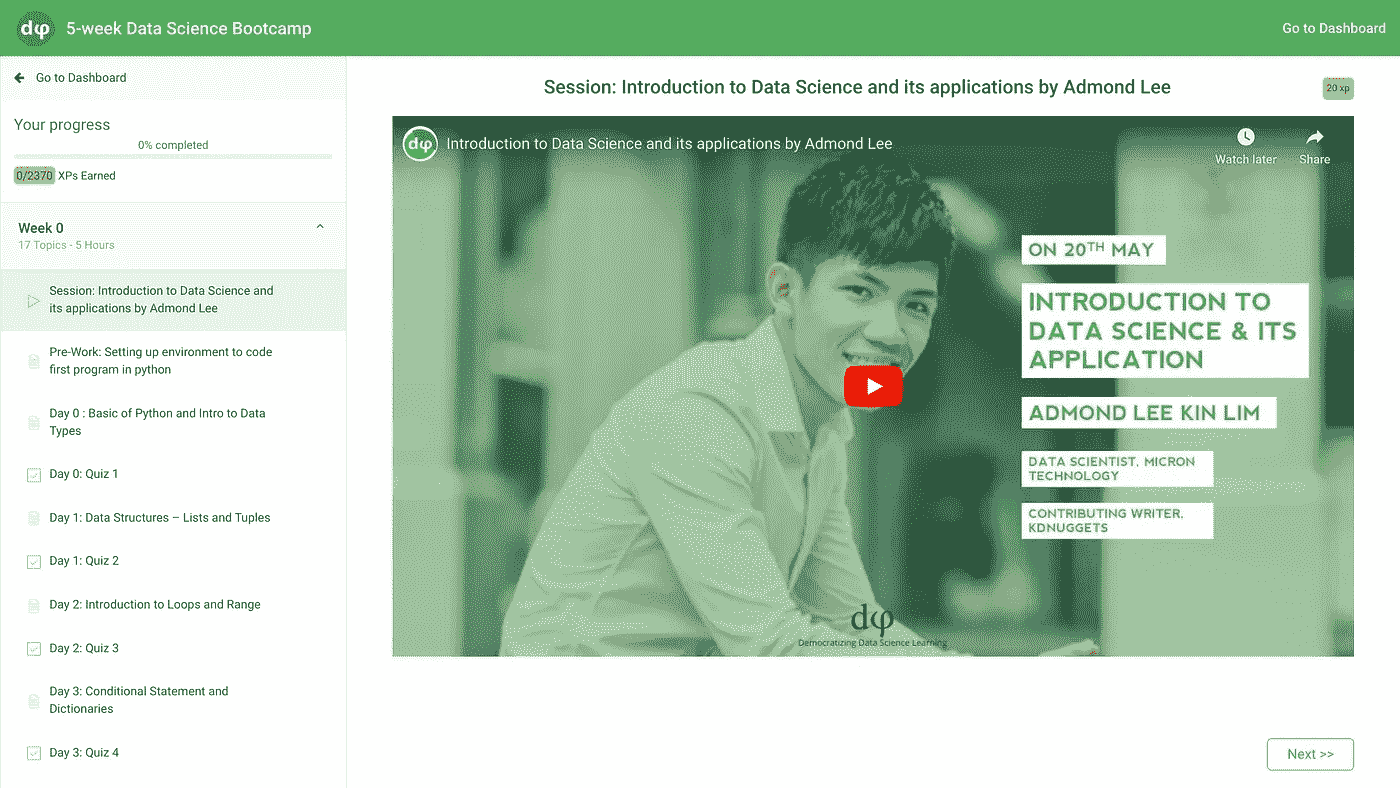 dφ 5-week Data Science Bootcamp
Go to Dashboard
Go to Dashboard
Your progress
0% completed
0/2370 XPs Earned
Week 0
17 Topics - 5 Hours
Session: Introduction to Data Science and
its applications by Admond Lee
Pre-Work: Setting up environment to code
first program in python
Day 0 : Basic of Python and Intro to Data
Types
Day 0: Quiz 1
Day 1: Data Structures – Lists and Tuples
Day 1: Quiz 2
Day 2: Introduction to Loops and Range
Day 2: Quiz 3
Day 3: Conditional Statement and
Dictionaries
Day 3: Quiz 4
Session: Introduction to Data Science and its applications by Admond Lee
20 xp
dφ Introduction to Data Science and its applications by Admond Lee
Watch later
Share
ON 20TH MAY
INTRODUCTION TO
DATA SCIENCE & ITS
APPLICATION
ADMOND LEE KIN LIM
DATA SCIENTIST, MICRON
TECHNOLOGY
CONTRIBUTING WRITER,
KDNUGGETS
dφ
Democratizing Data Science Learning
Next >>